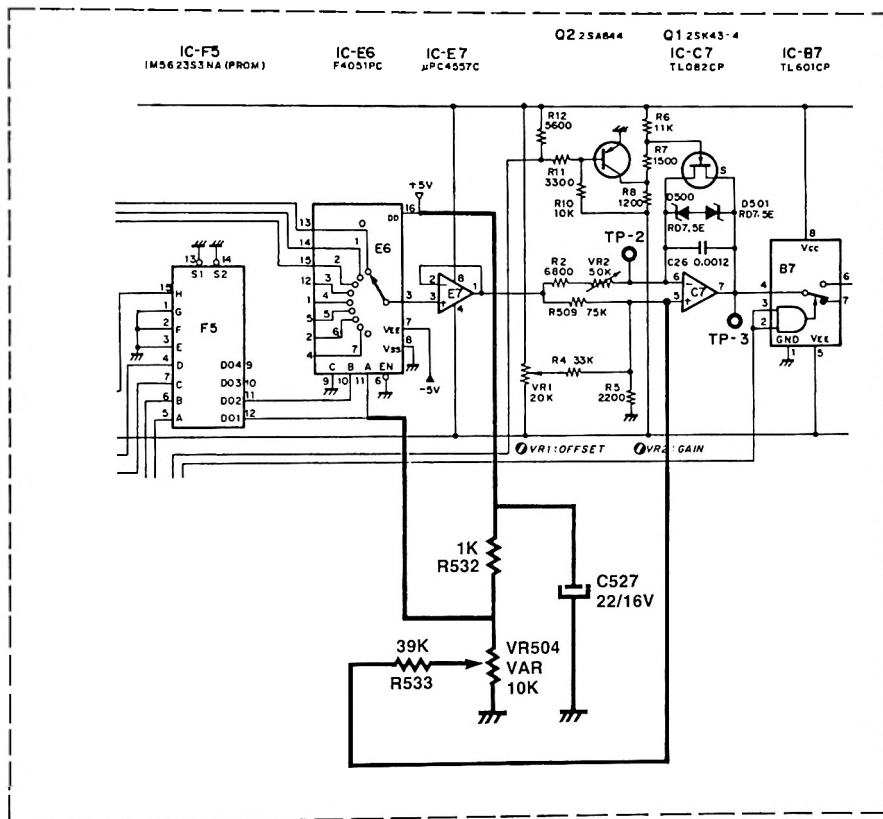 Q2 2SA844 Q1 2SK43-4
IC-F5 IC-E6 IC-E7 IC-C7 IC-B7
IM5623S3NA (PROM) F4051PC µPC4557C TL082CP TL601CP
R12
5600
R6
11K
R7
1500
R11
3300
R10
10K
R8
1200
S
D500
RD7.5E
D501
RD7.5E
+5V
16
DD
13
14
15
12
1
5
2
4
0
1
2
3
4
5
6
7
0
E6
3
VEE
7
VSS
8
C B A EN
9 10 11 6
-5V
2
3
8
1
4
E7
R2
6800
VR2
50K
R509 75K
TP-2
C26 0.0012
6
5
7
C7
TP-3
8
VCC
B7
4
3
2
6
7
GND
1
VEE
5
R4 33K
VR1
20K
R5
2200
VR1:OFFSET VR2:GAIN
13 14
S1 S2
15 H
1 G
2 F
3 E
4 D
7 C
6 B
5 A
F5
DO4 9
DO3 10
DO2 11
DO1 12
1K
R532
C527
22/16V
39K
R533
VR504
VAR
10K